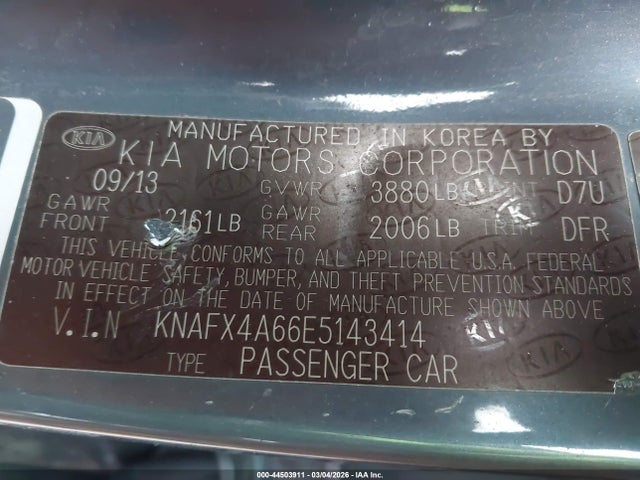 KIA
MANUFACTURED IN KOREA BY
KIA MOTORS CORPORATION
09/13 GVWR 3880LB D7U
GAWR FRONT 2161LB GAWR REAR 2006LB TRIM DFR
THIS VEHICLE CONFORMS TO ALL APPLICABLE U.S.A. FEDERAL
MOTOR VEHICLE SAFETY, BUMPER, AND THEFT PREVENTION STANDARDS
IN EFFECT ON THE DATE OF MANUFACTURE SHOWN ABOVE
V.I.N KNAFX4A66E5143414
TYPE PASSENGER CAR
000-44503911 - 03/04/2026 - IAA Inc.